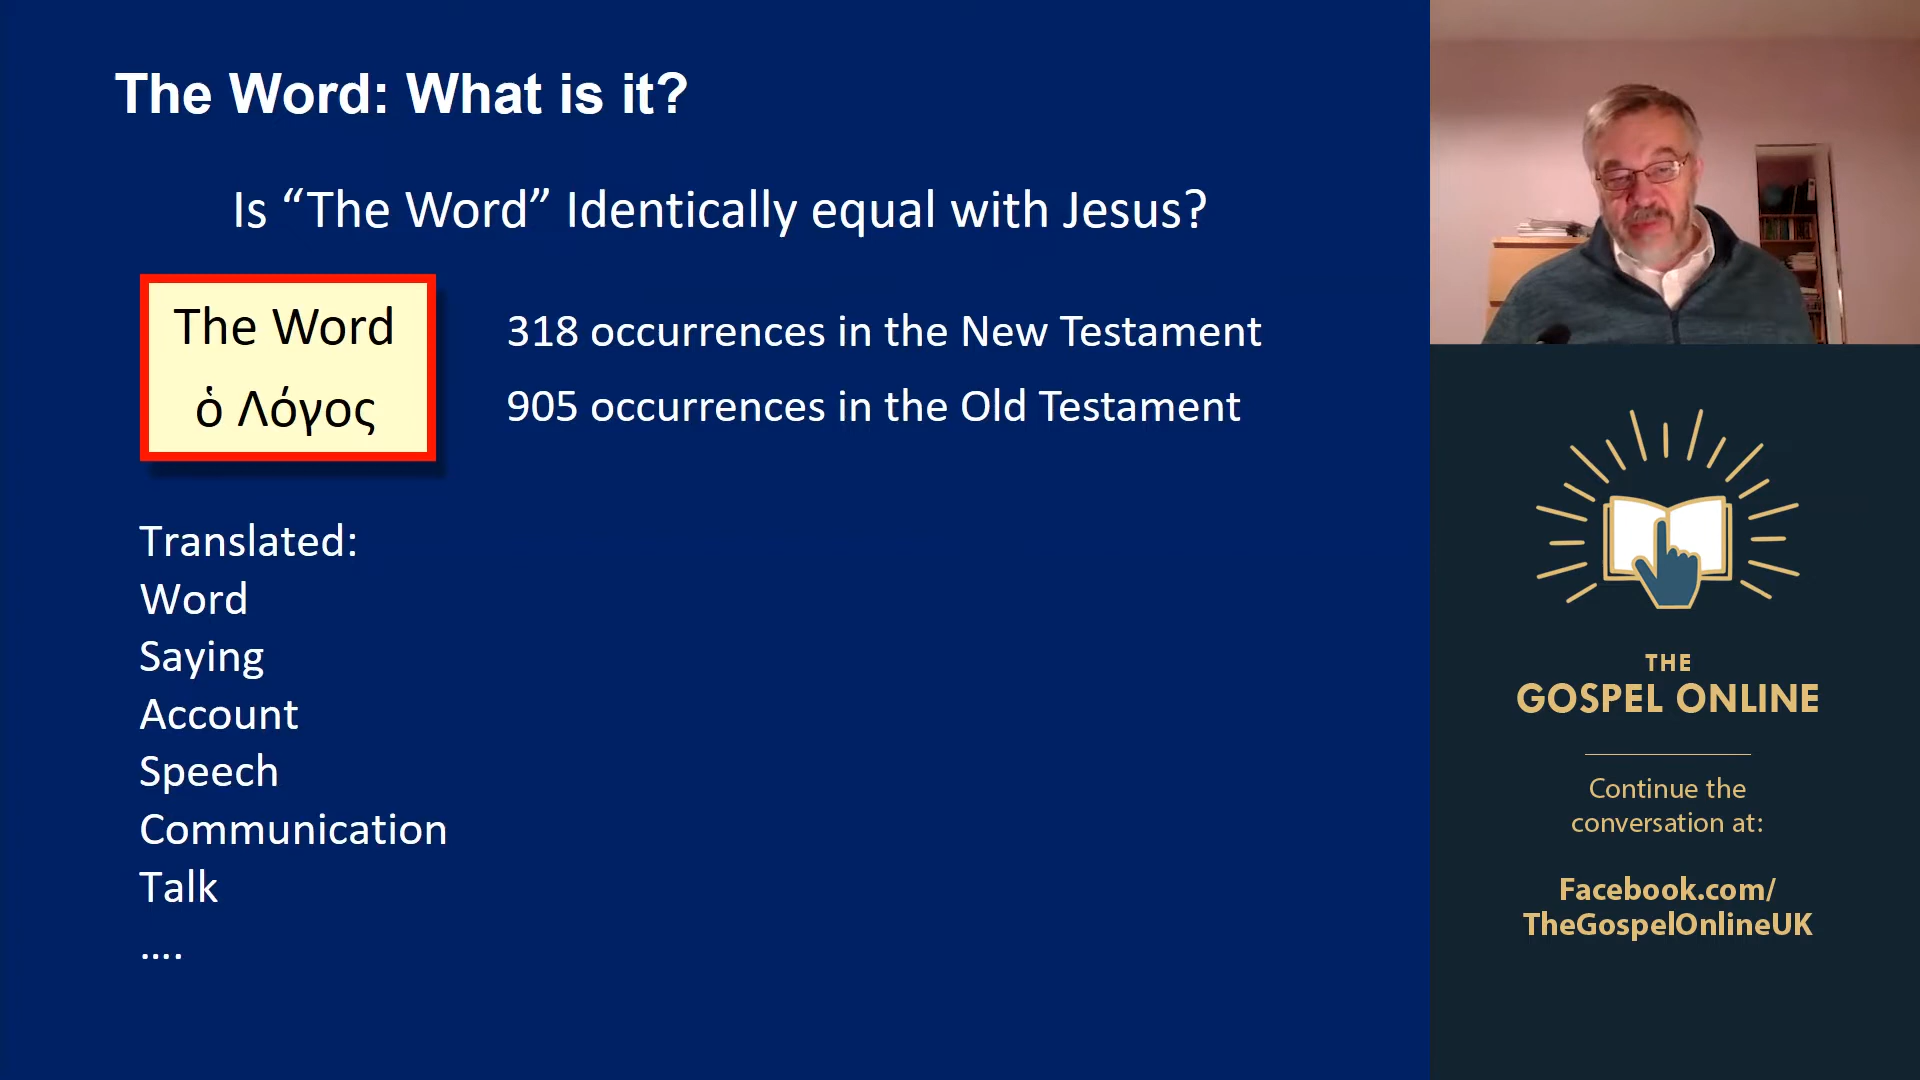 The Word: What is it?
Is “The Word” Identically equal with Jesus?
The Word
ὁ Λόγος
318 occurrences in the New Testament
905 occurrences in the Old Testament
Translated:
Word
Saying
Account
Speech
Communication
Talk
....
THE
GOSPEL ONLINE
Continue the
conversation at:
Facebook.com/
TheGospelOnlineUK